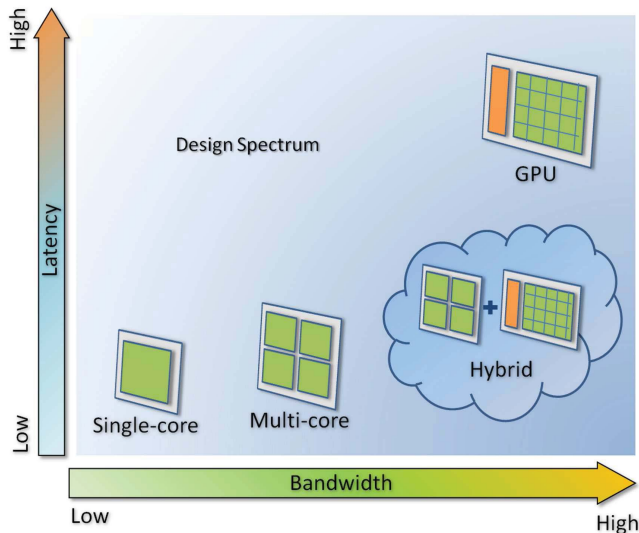 High
Design Spectrum
GPU
Latency
Hybrid
Single-core
Multi-core
Low
Bandwidth
Low
High